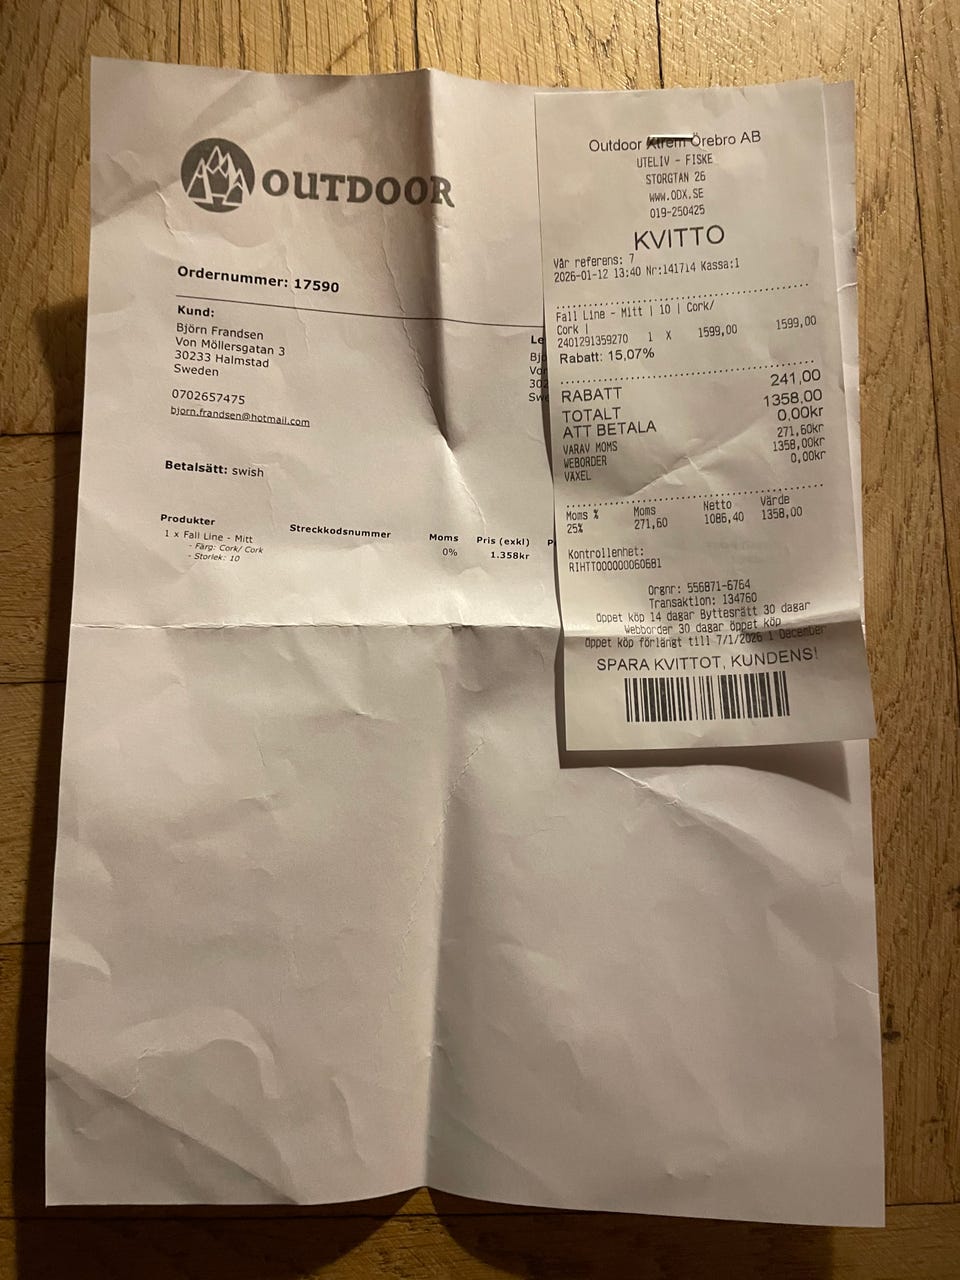 OUTDOOR
Ordernummer: 17590
Kund:
Björn Frandsen
Von Möllersgatan 3
30233 Halmstad
Sweden
0702657475
bjorn.frandsen@hotmail.com
Le
Bjö
Vor
302
Swe
Betalsätt: swish
Produkter Streckkodsnummer Moms Pris (exkl) P
1 x Fall Line - Mitt 0% 1.358kr
- Färg: Cork/ Cork
- Storlek: 10
Outdoor Xtrem Örebro AB
UTELIV - FISKE
STORGTAN 26
WWW.ODX.SE
019-250425
KVITTO
Vår referens: 7
2026-01-12 13:40 Nr:141714 Kassa:1
Fall Line - Mitt | 10 | Cork/
Cork |
2401291359270 1 X 1599,00 1599,00
Rabatt: 15,07%
RABATT 241,00
TOTALT 1358,00
ATT BETALA 0,00kr
VARAV MOMS 271,60kr
WEBORDER 1358,00kr
VÄXEL 0,00kr
Moms % Moms Netto Värde
25% 271,60 1086,40 1358,00
Kontrollenhet:
RIHTT000000060681
Orgnr: 556871-6764
Transaktion: 134760
Öppet köp 14 dagar Byttesrätt 30 dagar
Webborder 30 dagar öppet köp
Öppet köp förlängt till 7/1/2026 i December
SPARA KVITTOT, KUNDENS!